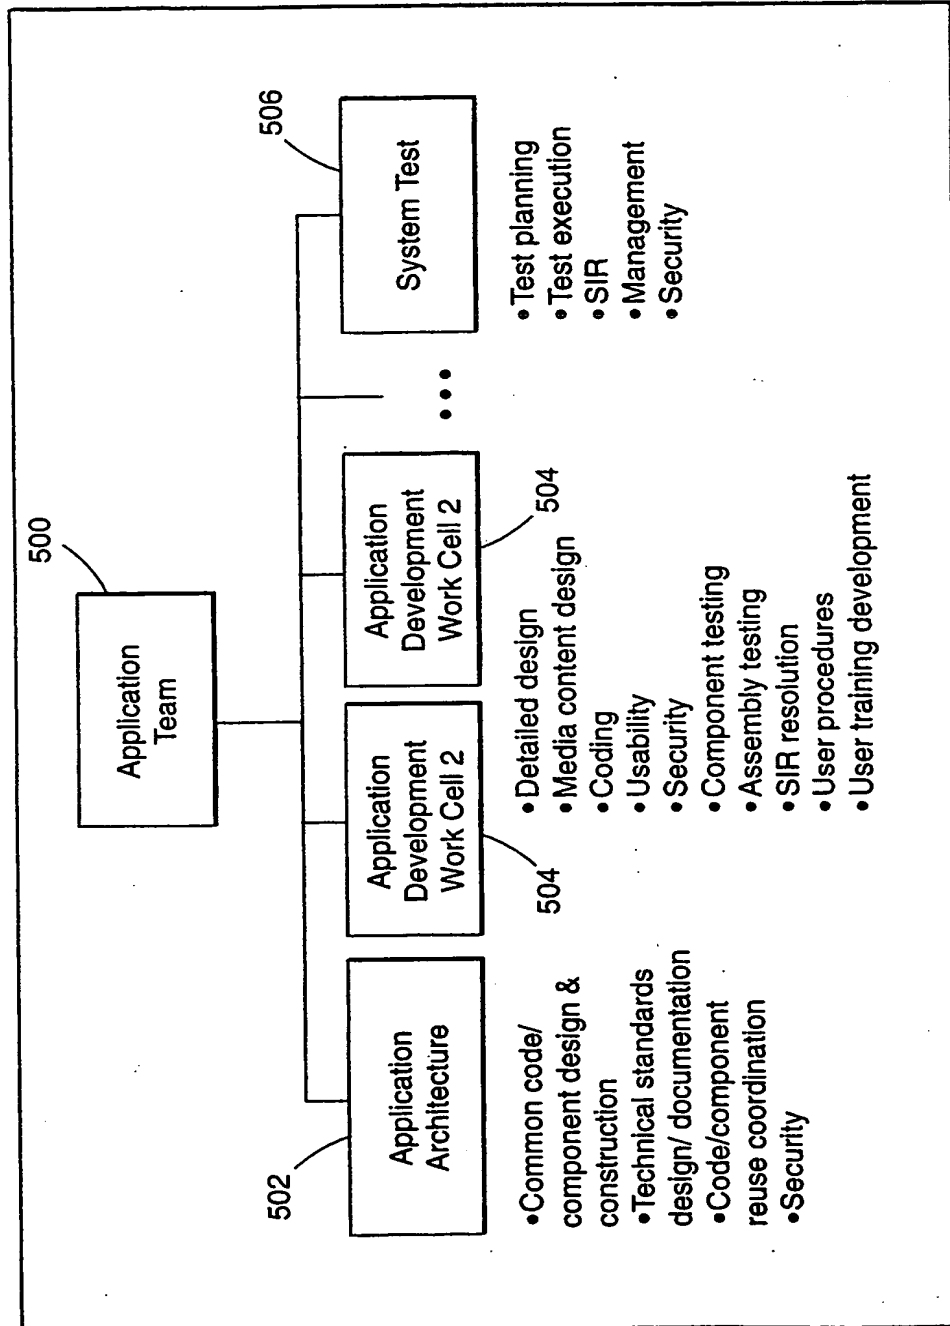 500
Application
Team
502
Application
Architecture
Application
Development
Work Cell 2
504
Application
Development
Work Cell 2
504
...
System Test
506
•Common code/
component design &
construction
•Technical standards
design/ documentation
•Code/component
reuse coordination
•Security
•Detailed design
•Media content design
•Coding
•Usability
•Security
•Component testing
•Assembly testing
•SIR resolution
•User procedures
•User training development
•Test planning
•Test execution
•SIR
•Management
•Security